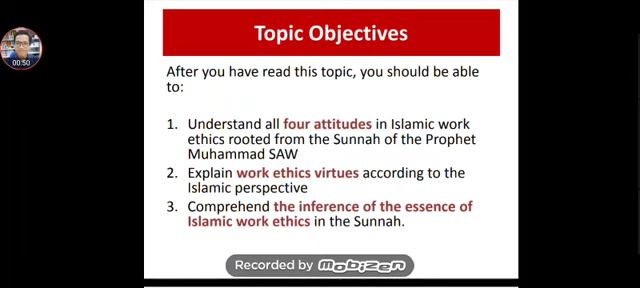 Topic Objectives
00:50
After you have read this topic, you should be able
to:
1. Understand all four attitudes in Islamic work
ethics rooted from the Sunnah of the Prophet
Muhammad SAW
2. Explain work ethics virtues according to the
Islamic perspective
3. Comprehend the inference of the essence of
Islamic work ethics in the Sunnah.
Recorded by mobizen